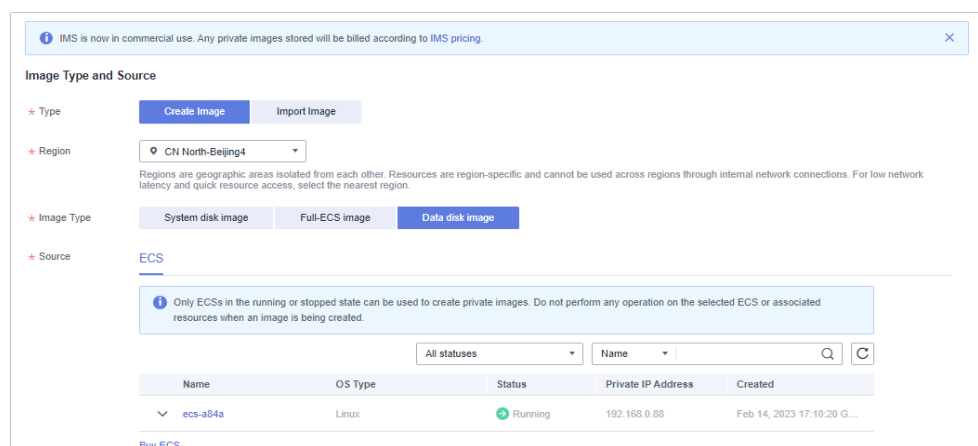 IMS is now in commercial use. Any private images stored will be billed according to IMS pricing.
Image Type and Source
* Type
Create Image
Import Image
* Region
CN North-Beijing4
Regions are geographic areas isolated from each other. Resources are region-specific and cannot be used across regions through internal network connections. For low network
latency and quick resource access, select the nearest region.
* Image Type
System disk image
Full-ECS image
Data disk image
* Source
ECS
Only ECSs in the running or stopped state can be used to create private images. Do not perform any operation on the selected ECS or associated
resources when an image is being created.
All statuses
Name
Name OS Type Status Private IP Address Created
ecs-a84a Linux Running 192.168.0.88 Feb 14, 2023 17:10:20 G...
Buy ECS